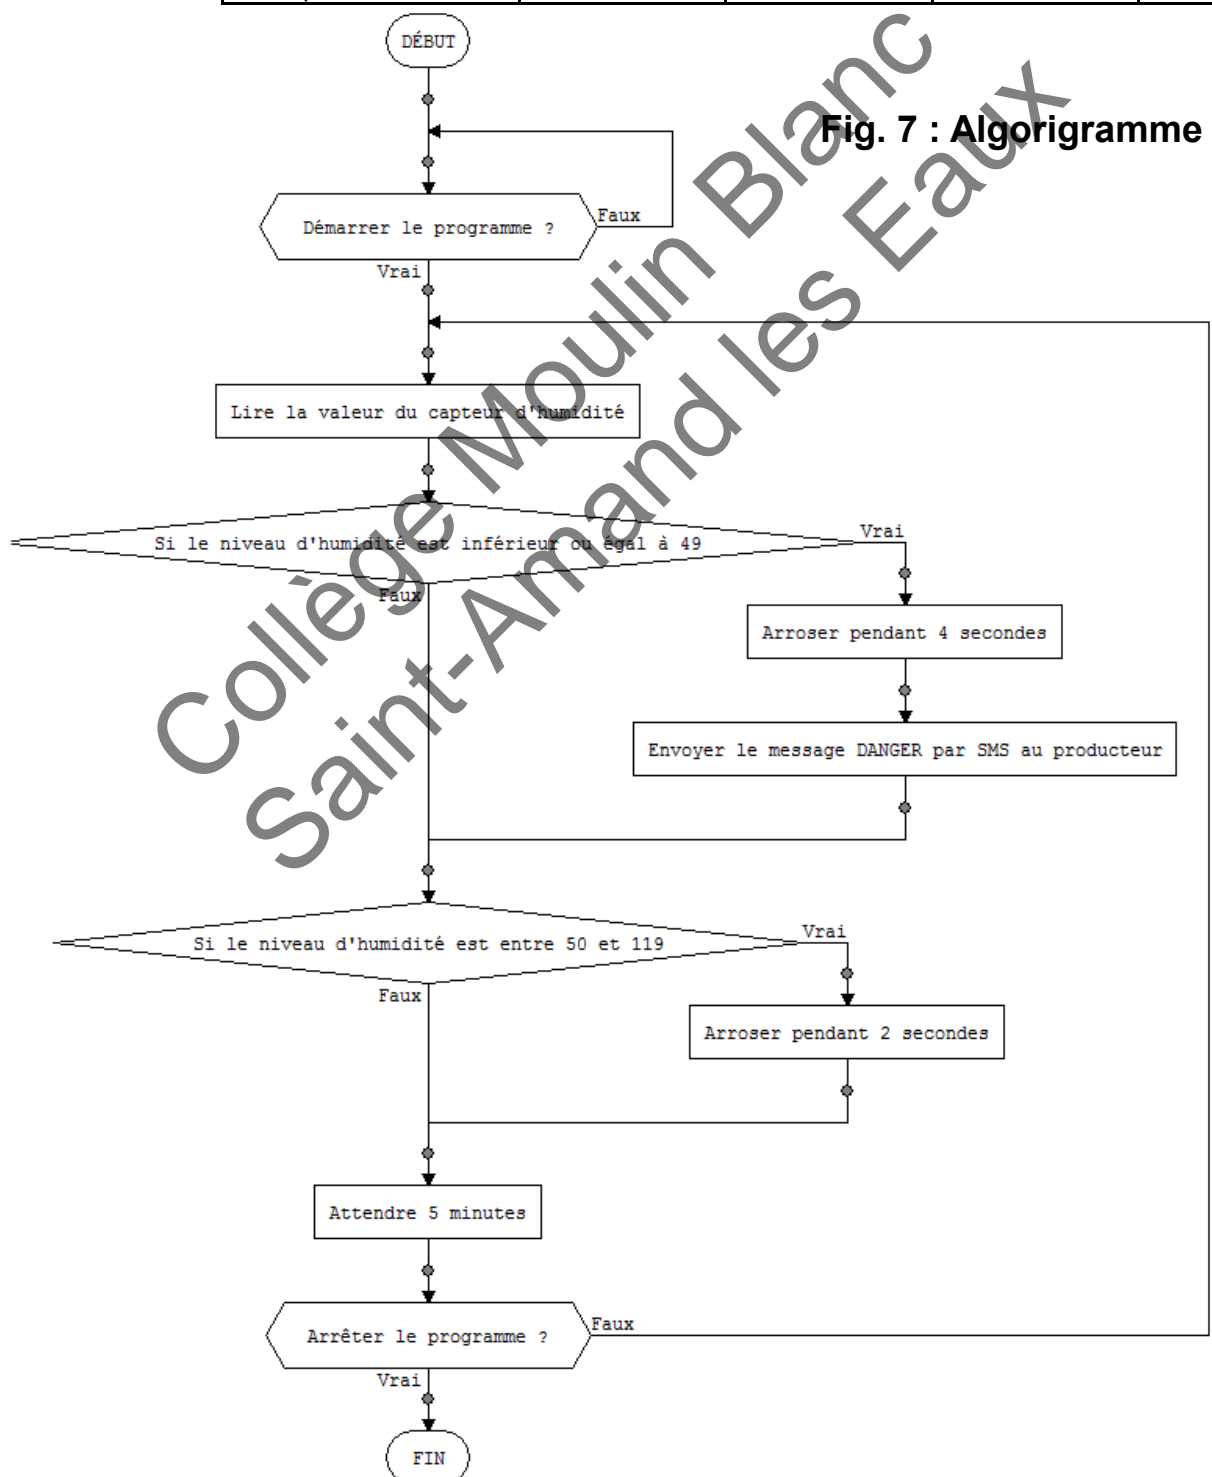 DÉBUT
Fig. 7 : Algorigramme
Démarrer le programme ?
Faux
Vrai
Lire la valeur du capteur d'humidité
Si le niveau d'humidité est inférieur ou égal à 49
Vrai
Faux
Arroser pendant 4 secondes
Envoyer le message DANGER par SMS au producteur
Si le niveau d'humidité est entre 50 et 119
Vrai
Faux
Arroser pendant 2 secondes
Attendre 5 minutes
Arrêter le programme ?
Faux
Vrai
FIN
Collège Moulin Blanc
Saint-Amand les Eaux